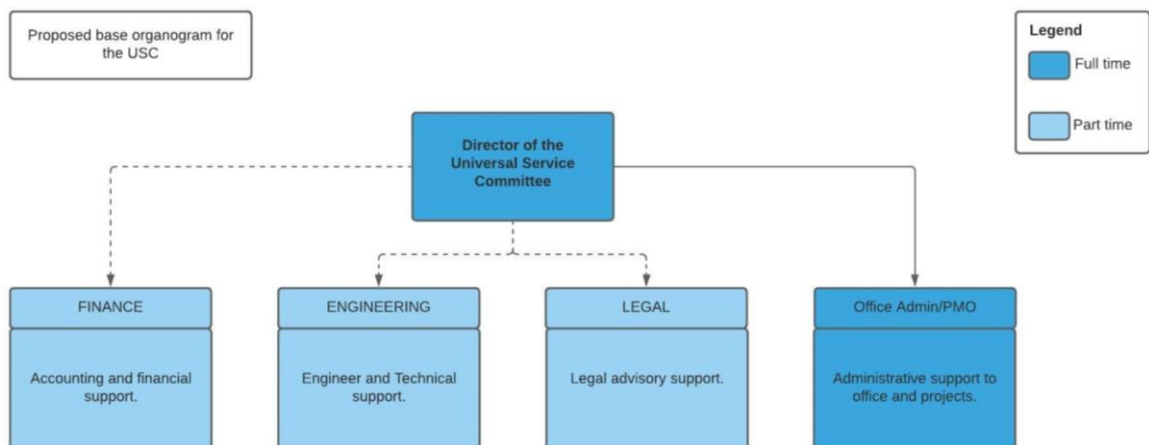 Proposed base organogram for
the USC
Legend
Full time
Part time
Director of the
Universal Service
Committee
FINANCE
ENGINEERING
LEGAL
Office Admin/PMO
Accounting and financial
support.
Engineer and Technical
support.
Legal advisory support.
Administrative support to
office and projects.